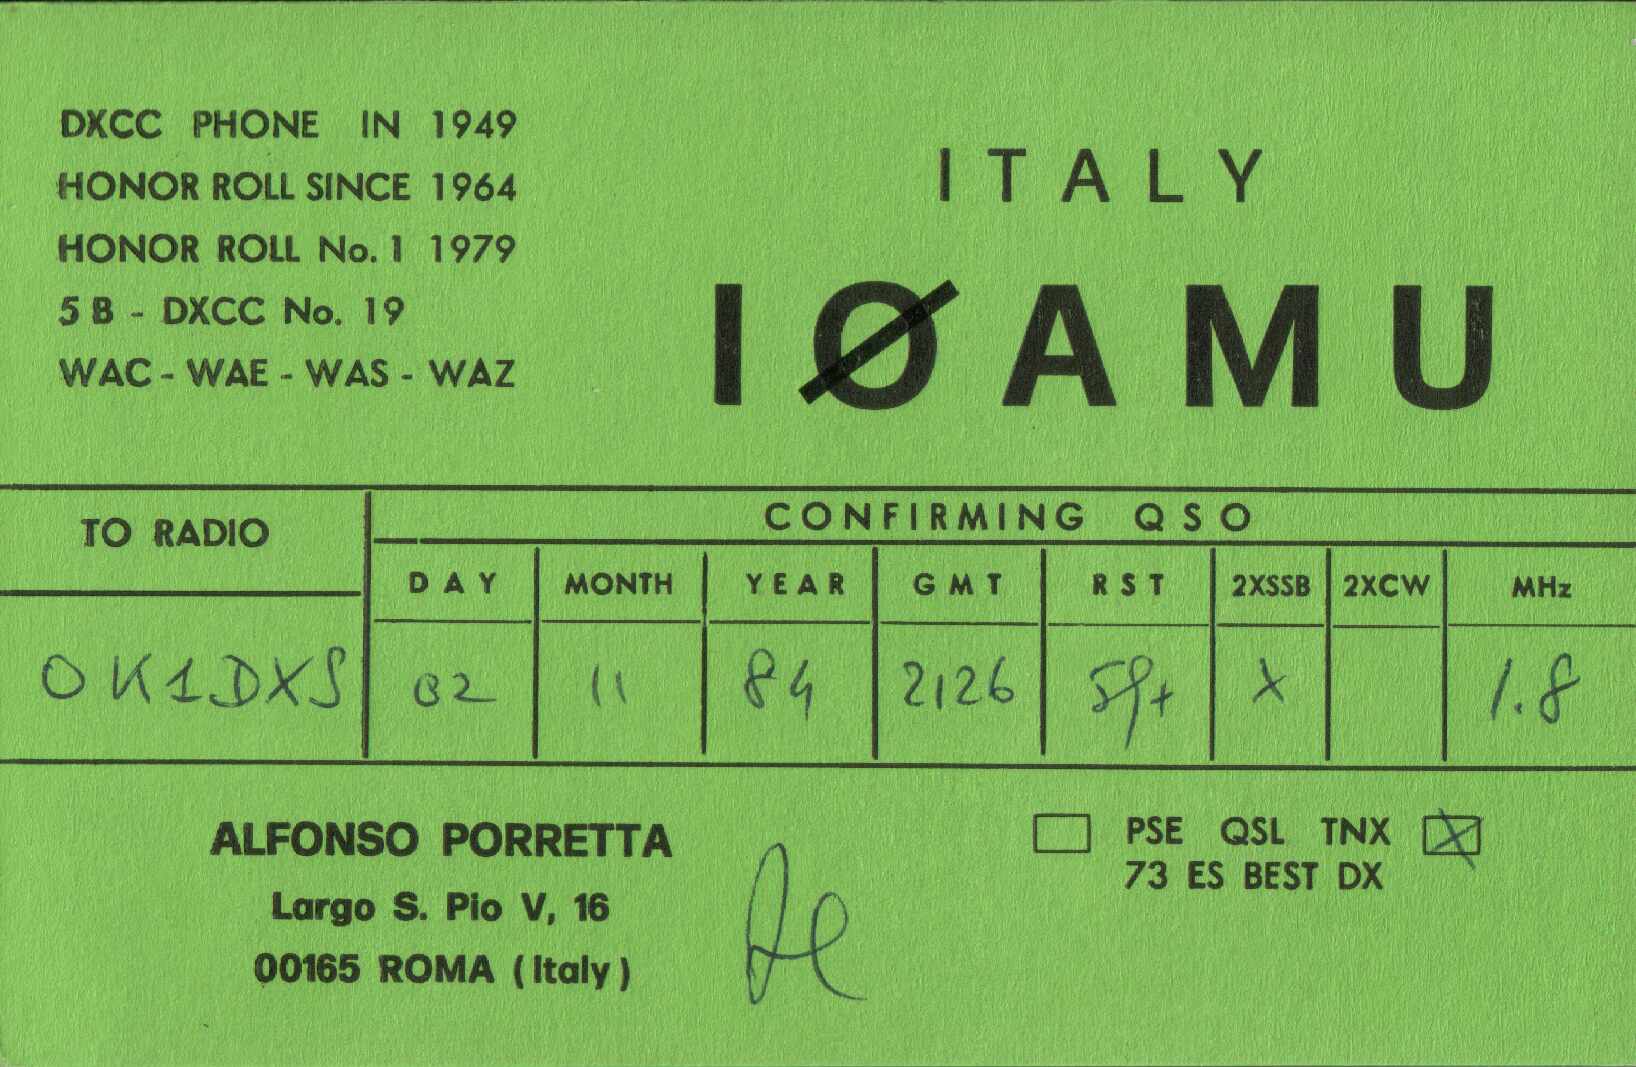 DXCC PHONE IN 1949
HONOR ROLL SINCE 1964
HONOR ROLL No. 1 1979
5 B - DXCC No. 19
WAC - WAE - WAS - WAZ
ITALY
IØAMU
TO RADIO
CONFIRMING QSO
DAY MONTH YEAR GMT RST 2XSSB 2XCW MHz
OK1DXS 02 11 84 2126 59+ X 1.8
ALFONSO PORRETTA
Largo S. Pio V, 16
00165 ROMA (Italy)
PSE QSL TNX X
73 ES BEST DX